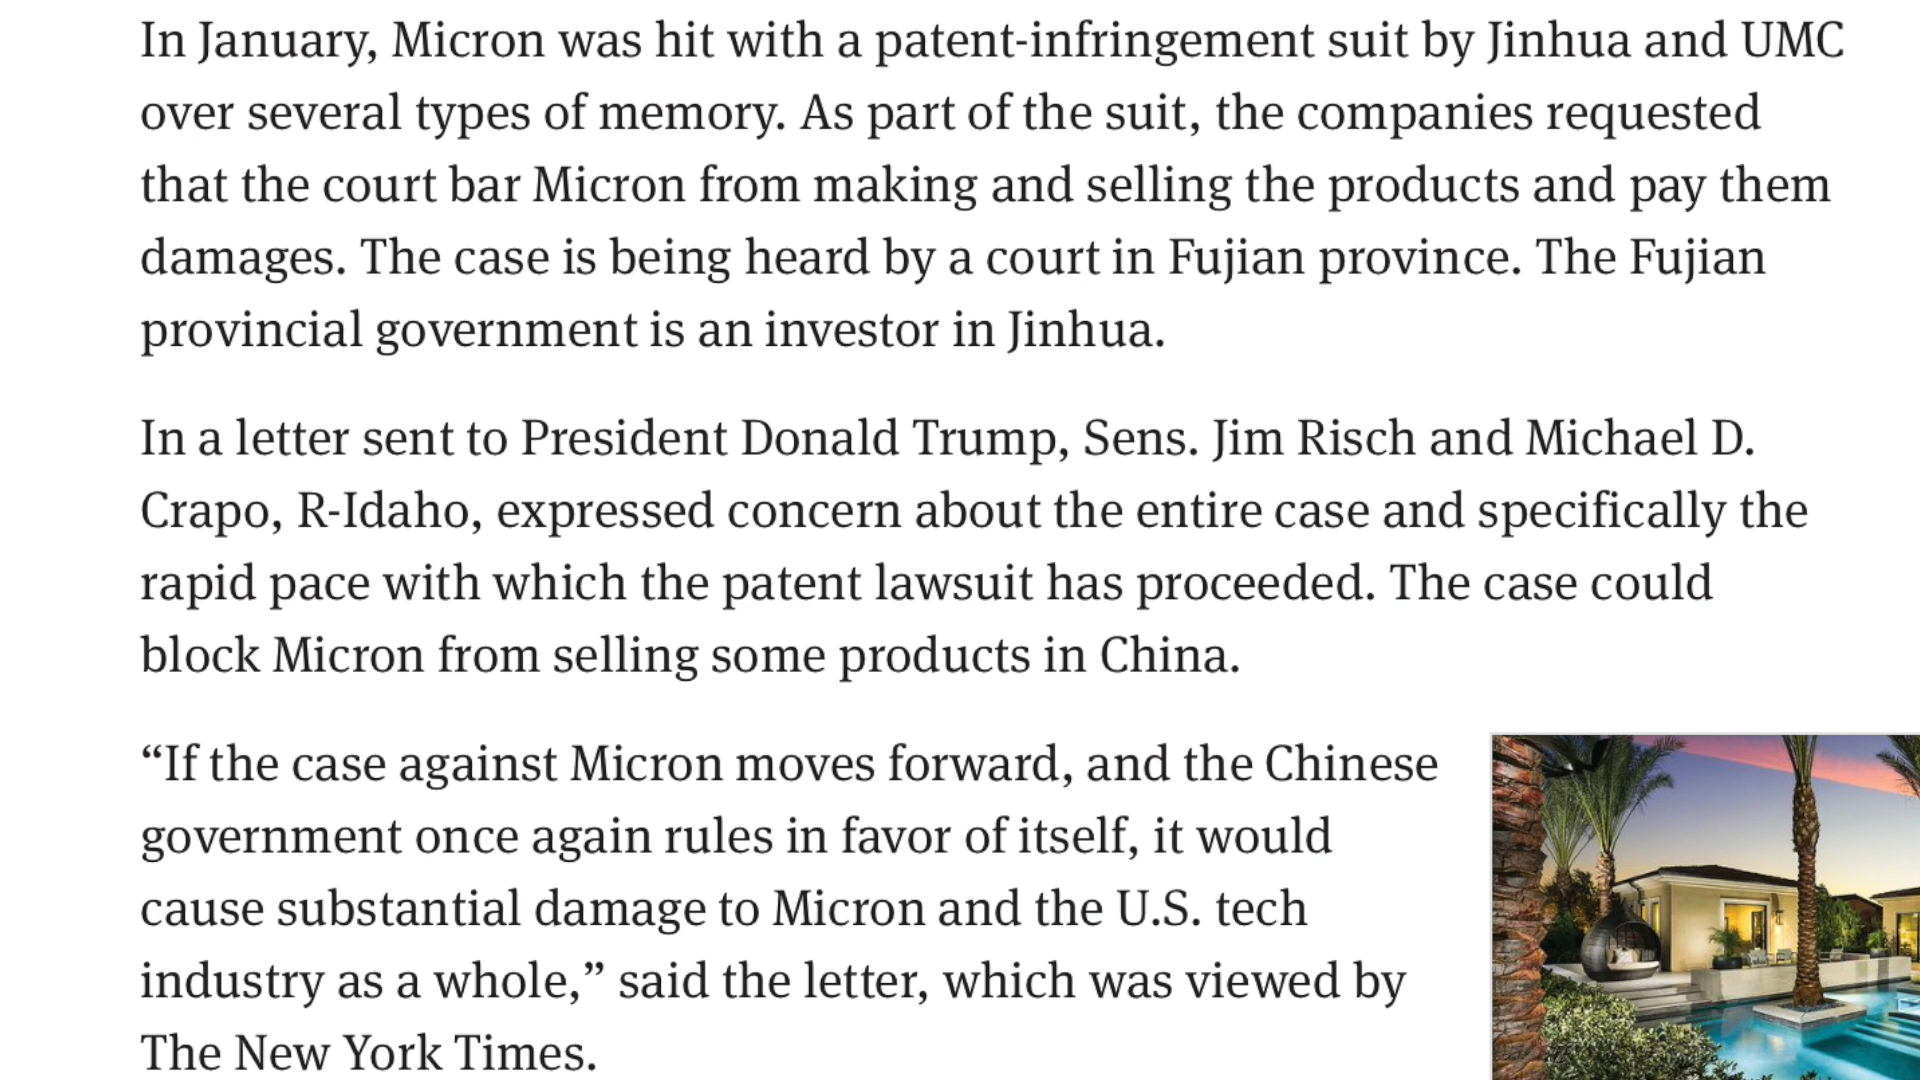 In January, Micron was hit with a patent-infringement suit by Jinhua and UMC
over several types of memory. As part of the suit, the companies requested
that the court bar Micron from making and selling the products and pay them
damages. The case is being heard by a court in Fujian province. The Fujian
provincial government is an investor in Jinhua.
In a letter sent to President Donald Trump, Sens. Jim Risch and Michael D.
Crapo, R-Idaho, expressed concern about the entire case and specifically the
rapid pace with which the patent lawsuit has proceeded. The case could
block Micron from selling some products in China.
“If the case against Micron moves forward, and the Chinese
government once again rules in favor of itself, it would
cause substantial damage to Micron and the U.S. tech
industry as a whole,” said the letter, which was viewed by
The New York Times.